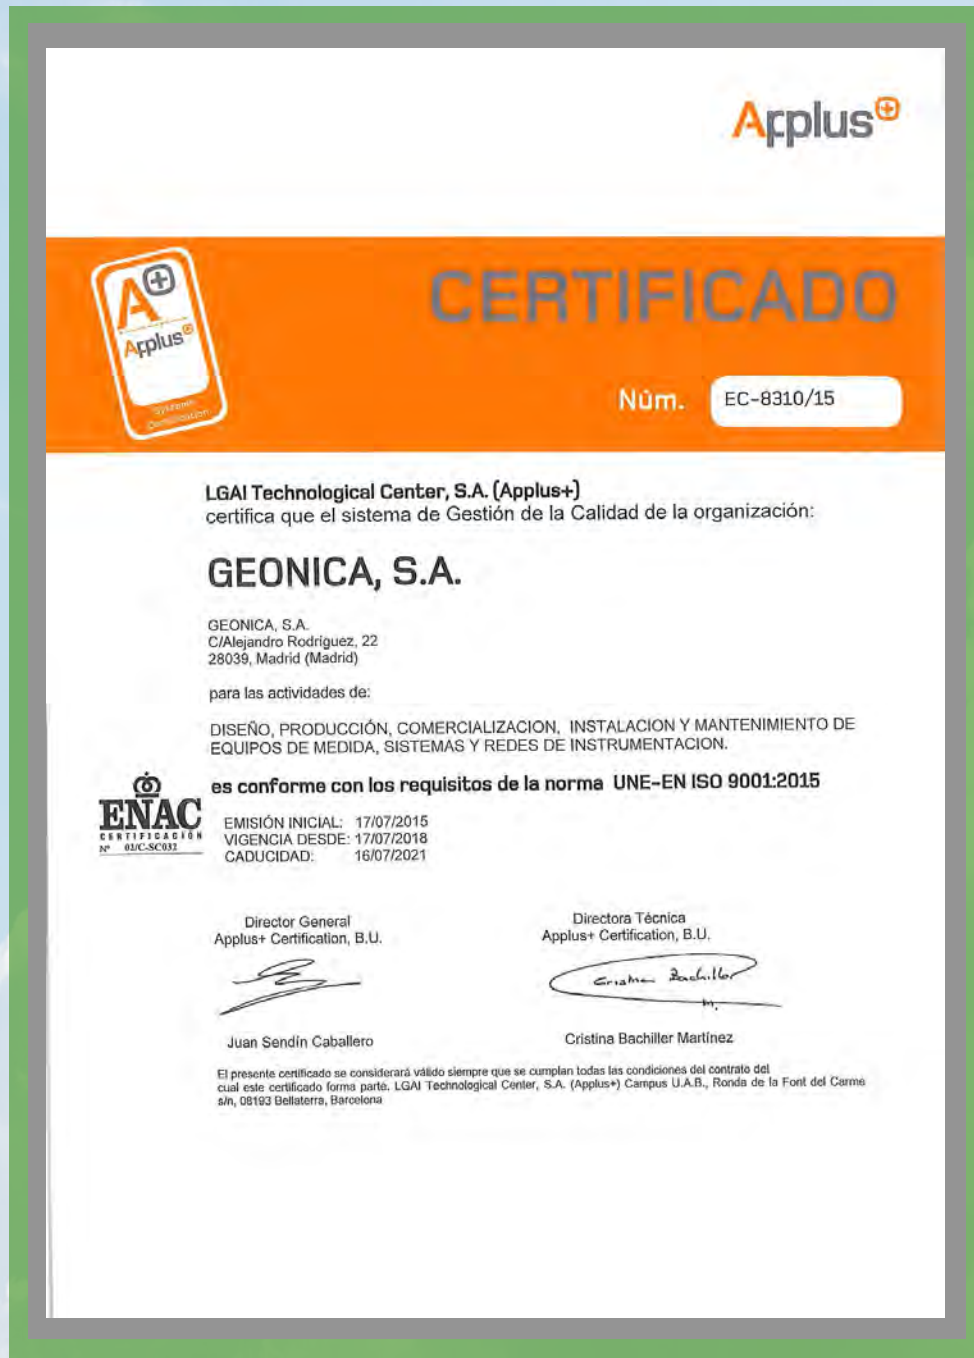 Applus+
CERTIFICADO
A+
Applus+
Systems
Certification
Núm. EC-8310/15
LGAI Technological Center, S.A. (Applus+)
certifica que el sistema de Gestión de la Calidad de la organización:
GEONICA, S.A.
GEONICA, S.A.
C/Alejandro Rodríguez, 22
28039, Madrid (Madrid)
para las actividades de:
DISEÑO, PRODUCCIÓN, COMERCIALIZACION, INSTALACION Y MANTENIMIENTO DE
EQUIPOS DE MEDIDA, SISTEMAS Y REDES DE INSTRUMENTACION.
es conforme con los requisitos de la norma UNE-EN ISO 9001:2015
ENAC
CERTIFICACIÓN
Nº 02/C-SC032
EMISIÓN INICIAL: 17/07/2015
VIGENCIA DESDE: 17/07/2018
CADUCIDAD: 16/07/2021
Director General
Applus+ Certification, B.U.
Juan Sendín Caballero
Directora Técnica
Applus+ Certification, B.U.
Cristina Bachiller
Cristina Bachiller Martínez
El presente certificado se considerará válido siempre que se cumplan todas las condiciones del contrato del
cual este certificado forma parte. LGAI Technological Center, S.A. (Applus+) Campus U.A.B., Ronda de la Font del Carme
s/n, 08193 Bellaterra, Barcelona